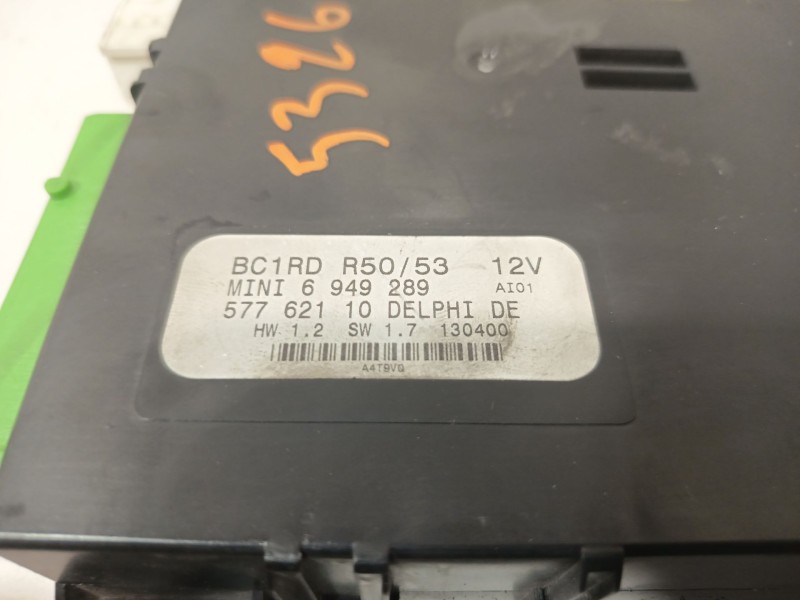 5326
BC1RD R50/53 12V
MINI 6 949 289 AI01
577 621 10 DELPHI DE
HW 1.2 SW 1.7 130400
A4T9VQ